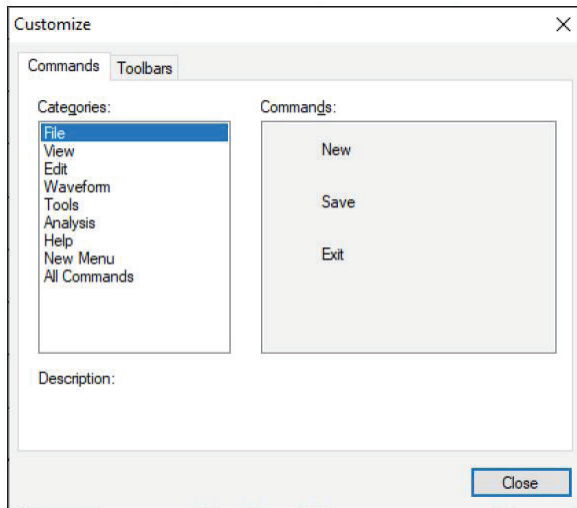 Customize
Commands Toolbars
Categories:
File
View
Edit
Waveform
Tools
Analysis
Help
New Menu
All Commands
Commands:
New
Save
Exit
Description:
Close